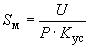 Sм = U / (P · Kус)